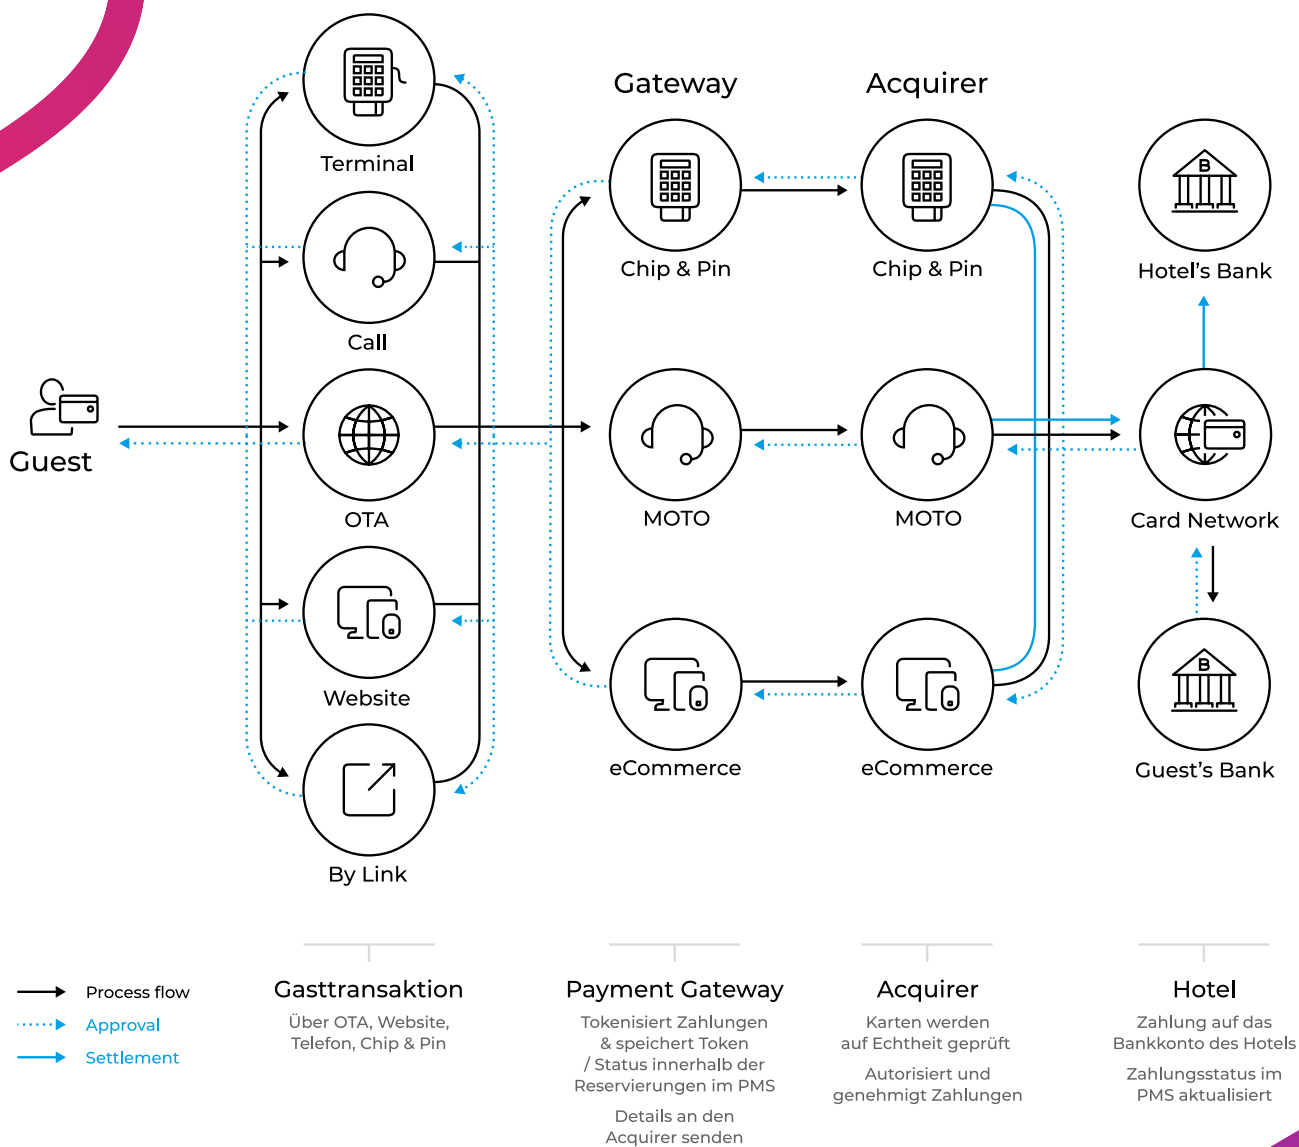 Gateway
Acquirer
Terminal
Chip & Pin
Chip & Pin
B
Hotel's Bank
Call
Guest
OTA
MOTO
MOTO
Card Network
Website
eCommerce
eCommerce
B
Guest's Bank
By Link
Process flow
Approval
Settlement
Gasttransaktion
Über OTA, Website,
Telefon, Chip & Pin
Payment Gateway
Tokenisiert Zahlungen
& speichert Token
/ Status innerhalb der
Reservierungen im PMS
Details an den
Acquirer senden
Acquirer
Karten werden
auf Echtheit geprüft
Autorisiert und
genehmigt Zahlungen
Hotel
Zahlung auf das
Bankkonto des Hotels
Zahlungsstatus im
PMS aktualisiert